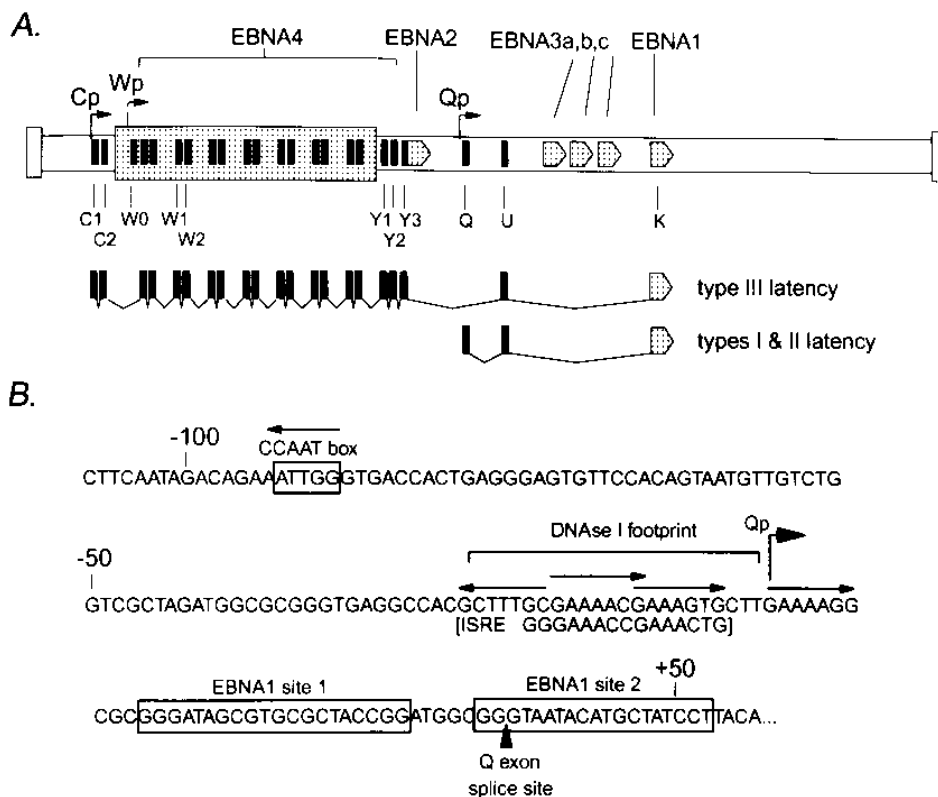 A.
EBNA4 EBNA2 EBNA3a,b,c EBNA1
Cp Wp Qp
C1 W0 W1 Y1 Y3 Q U K
C2 W2 Y2
type III latency
types I & II latency
B.
-100 CCAAT box
CTTCAATAGACAGAAATTGGGTGACCACTGAGGGAGTGTTCCACAGTAATGTTGTCTG
-50 DNAse I footprint Qp
GTCGCTAGATGGCGCGGGTGAGGCCACGCTTTGCGAAAACGAAAGTGCTTGAAAAGG
[ISRE GGGAAACCGAAACTG]
EBNA1 site 1 EBNA1 site 2 +50
CGCGGGATAGCGTGCGCTACCGGATGGCGGGTAATACATGCTATCCTTACA...
Q exon
splice site